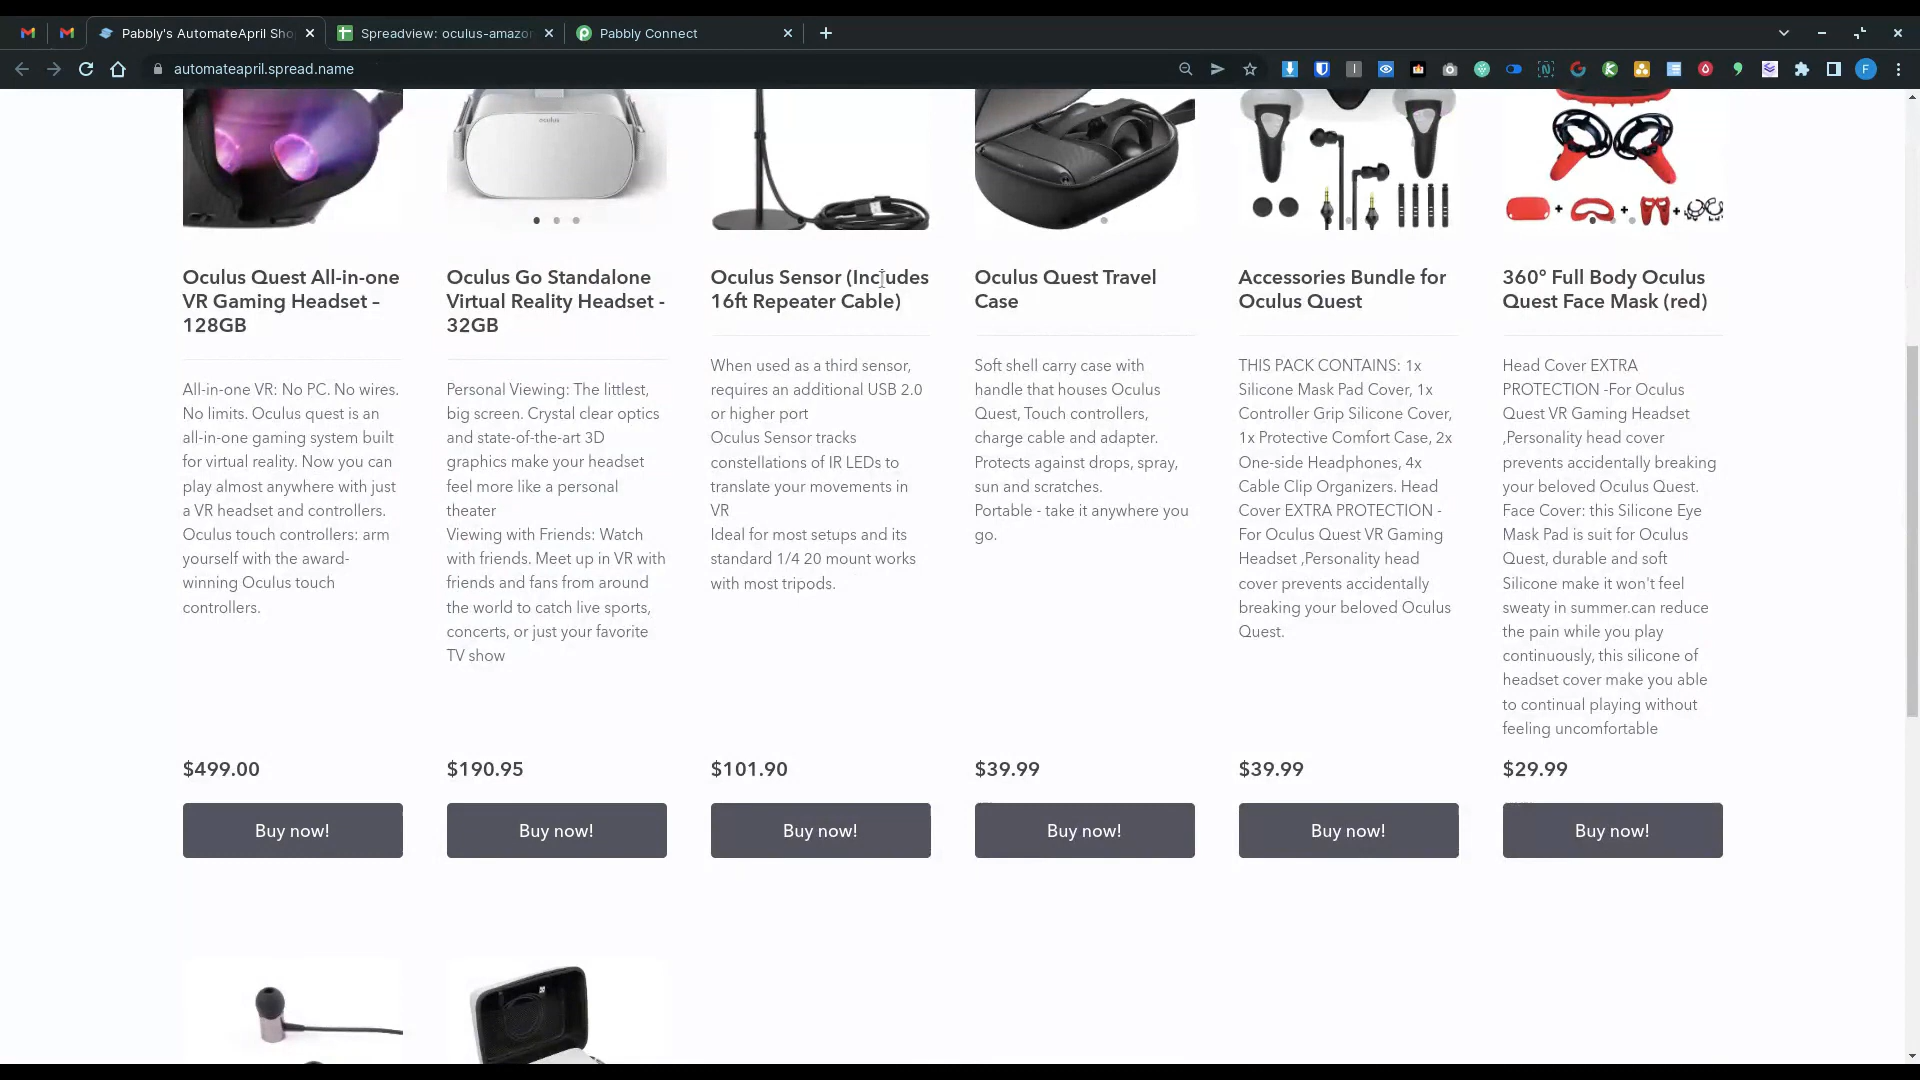 Pabbly's AutomateApril Sho
Spreadview: oculus-amazon
Pabbly Connect
automateapril.spread.name
F
oculus
Oculus Quest All-in-one
VR Gaming Headset –
128GB
All-in-one VR: No PC. No wires.
No limits. Oculus quest is an
all-in-one gaming system built
for virtual reality. Now you can
play almost anywhere with just
a VR headset and controllers.
Oculus touch controllers: arm
yourself with the award-
winning Oculus touch
controllers.
$499.00
Buy now!
Oculus Go Standalone
Virtual Reality Headset -
32GB
Personal Viewing: The littlest,
big screen. Crystal clear optics
and state-of-the-art 3D
graphics make your headset
feel more like a personal
theater
Viewing with Friends: Watch
with friends. Meet up in VR with
friends and fans from around
the world to catch live sports,
concerts, or just your favorite
TV show
$190.95
Buy now!
Oculus Sensor (Includes
16ft Repeater Cable)
When used as a third sensor,
requires an additional USB 2.0
or higher port
Oculus Sensor tracks
constellations of IR LEDs to
translate your movements in
VR
Ideal for most setups and its
standard 1/4 20 mount works
with most tripods.
$101.90
Buy now!
Oculus Quest Travel
Case
Soft shell carry case with
handle that houses Oculus
Quest, Touch controllers,
charge cable and adapter.
Protects against drops, spray,
sun and scratches.
Portable - take it anywhere you
go.
$39.99
Buy now!
Accessories Bundle for
Oculus Quest
THIS PACK CONTAINS: 1x
Silicone Mask Pad Cover, 1x
Controller Grip Silicone Cover,
1x Protective Comfort Case, 2x
One-side Headphones, 4x
Cable Clip Organizers. Head
Cover EXTRA PROTECTION -
For Oculus Quest VR Gaming
Headset ,Personality head
cover prevents accidentally
breaking your beloved Oculus
Quest.
$39.99
Buy now!
360° Full Body Oculus
Quest Face Mask (red)
Head Cover EXTRA
PROTECTION -For Oculus
Quest VR Gaming Headset
,Personality head cover
prevents accidentally breaking
your beloved Oculus Quest.
Face Cover: this Silicone Eye
Mask Pad is suit for Oculus
Quest, durable and soft
Silicone make it won't feel
sweaty in summer.can reduce
the pain while you play
continuously, this silicone of
headset cover make you able
to continual playing without
feeling uncomfortable
$29.99
Buy now!